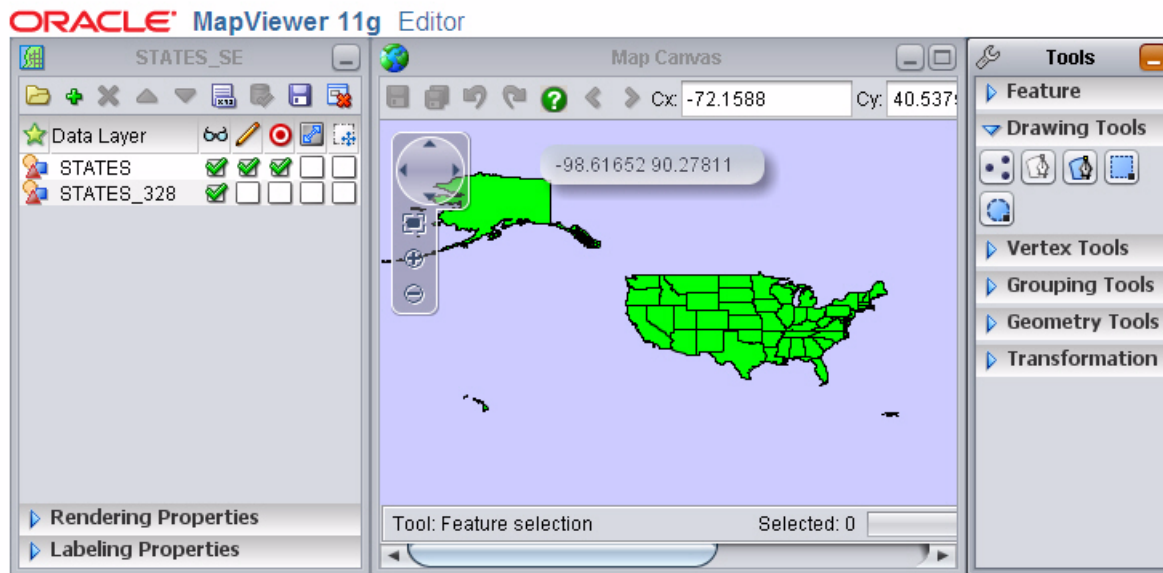 ORACLE MapViewer 11g Editor
STATES_SE
Data Layer
STATES
STATES_328
Rendering Properties
Labeling Properties
Map Canvas
Cx: -72.1588 Cy: 40.537
-98.61652 90.27811
Tool: Feature selection Selected: 0
Tools
Feature
Drawing Tools
Vertex Tools
Grouping Tools
Geometry Tools
Transformation